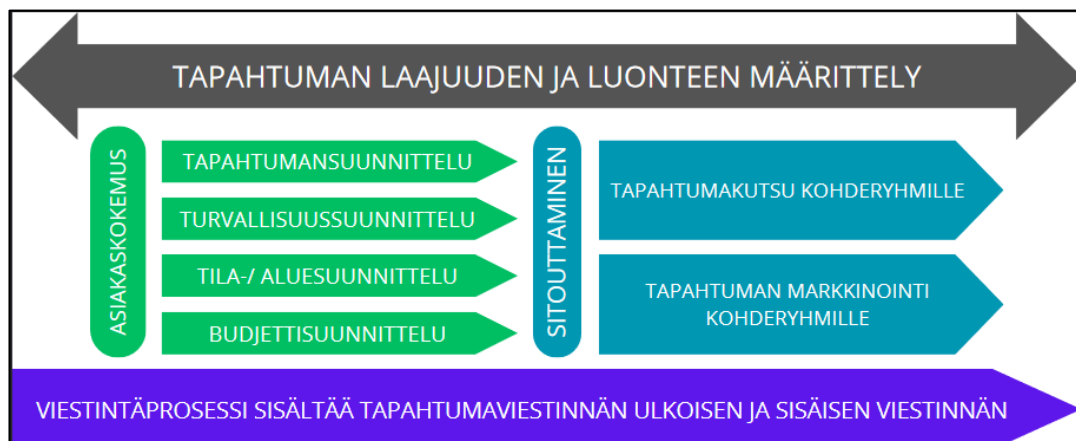 TAPAHTUMAN LAAJUUDEN JA LUONTEEN MÄÄRITTELY
ASIAKASKOKEMUS
TAPAHTUMANSUUNNITTELU
TURVALLISUUSSUUNNITTELU
TILA-/ ALUESUUNNITTELU
BUDJETTISUUNNITTELU
SITOUTTAMINEN
TAPAHTUMAKUTSU KOHDERYHMILLE
TAPAHTUMAN MARKKINOINTI
KOHDERYHMILLE
VIESTINTÄPROSESSI SISÄLTÄÄ TAPAHTUMAVIESTINNÄN ULKOISEN JA SISÄISEN VIESTINNÄN